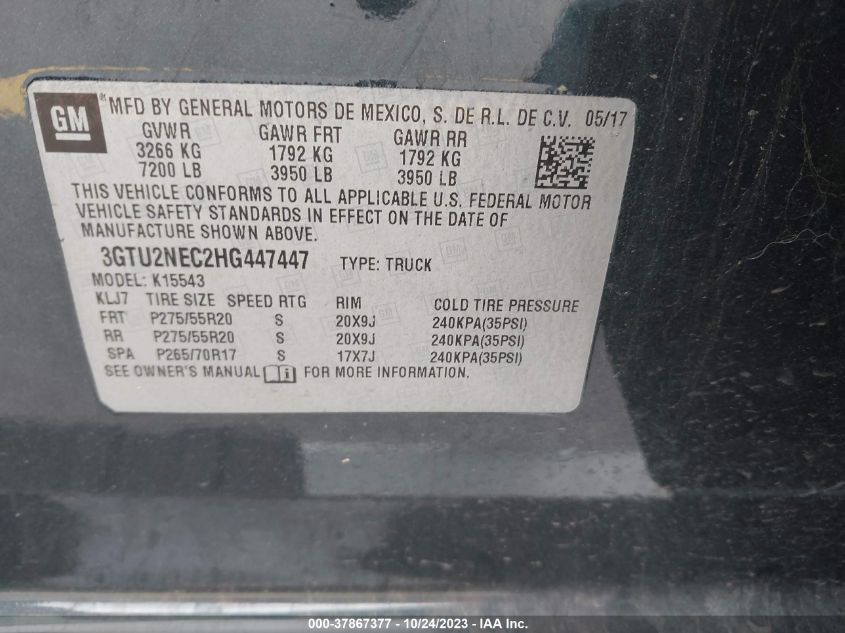 GM MFD BY GENERAL MOTORS DE MEXICO, S. DE R.L. DE C.V. 05/17
GVWR GAWR FRT GAWR RR
3266 KG 1792 KG 1792 KG
7200 LB 3950 LB 3950 LB
THIS VEHICLE CONFORMS TO ALL APPLICABLE U.S. FEDERAL MOTOR
VEHICLE SAFETY STANDARDS IN EFFECT ON THE DATE OF
MANUFACTURE SHOWN ABOVE.
3GTU2NEC2HG447447 TYPE: TRUCK
MODEL: K15543
KLJ7 TIRE SIZE SPEED RTG RIM COLD TIRE PRESSURE
FRT P275/55R20 S 20X9J 240KPA(35PSI)
RR P275/55R20 S 20X9J 240KPA(35PSI)
SPA P265/70R17 S 17X7J 240KPA(35PSI)
SEE OWNER'S MANUAL i FOR MORE INFORMATION.
000-37867377 - 10/24/2023 - www.iaai.com